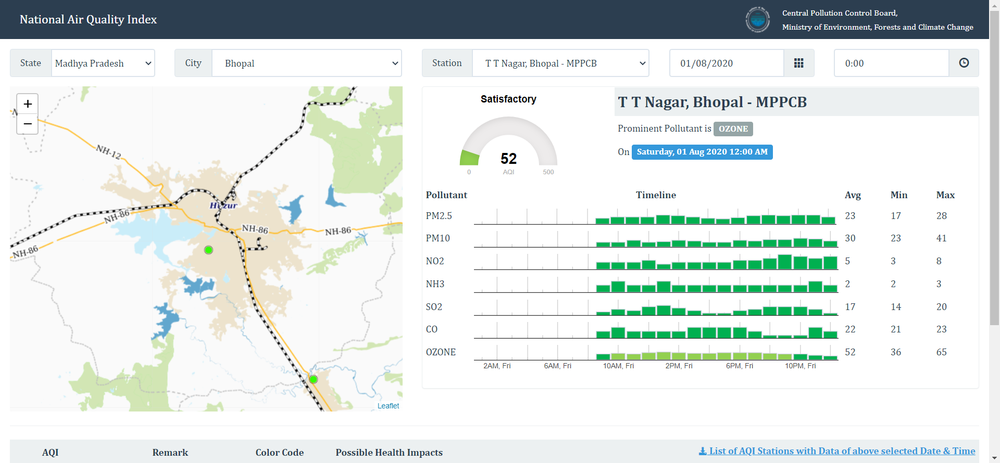 National Air Quality Index
Central Pollution Control Board,
Ministry of Environment, Forests and Climate Change
State Madhya Pradesh
City Bhopal
Station T T Nagar, Bhopal - MPPCB
01/08/2020
0:00
+
−
NH-12
Huzur
NH-86
NH-86
NH-86
NH-86
Leaflet
Satisfactory
52
0 AQI 500
T T Nagar, Bhopal - MPPCB
Prominent Pollutant is OZONE
On Saturday, 01 Aug 2020 12:00 AM
Pollutant Timeline Avg Min Max
PM2.5 23 17 28
PM10 30 23 41
NO2 5 3 8
NH3 2 2 3
SO2 17 14 20
CO 22 21 23
OZONE 52 36 65
2AM, Fri 6AM, Fri 10AM, Fri 2PM, Fri 6PM, Fri 10PM, Fri
AQI Remark Color Code Possible Health Impacts
List of AQI Stations with Data of above selected Date & Time